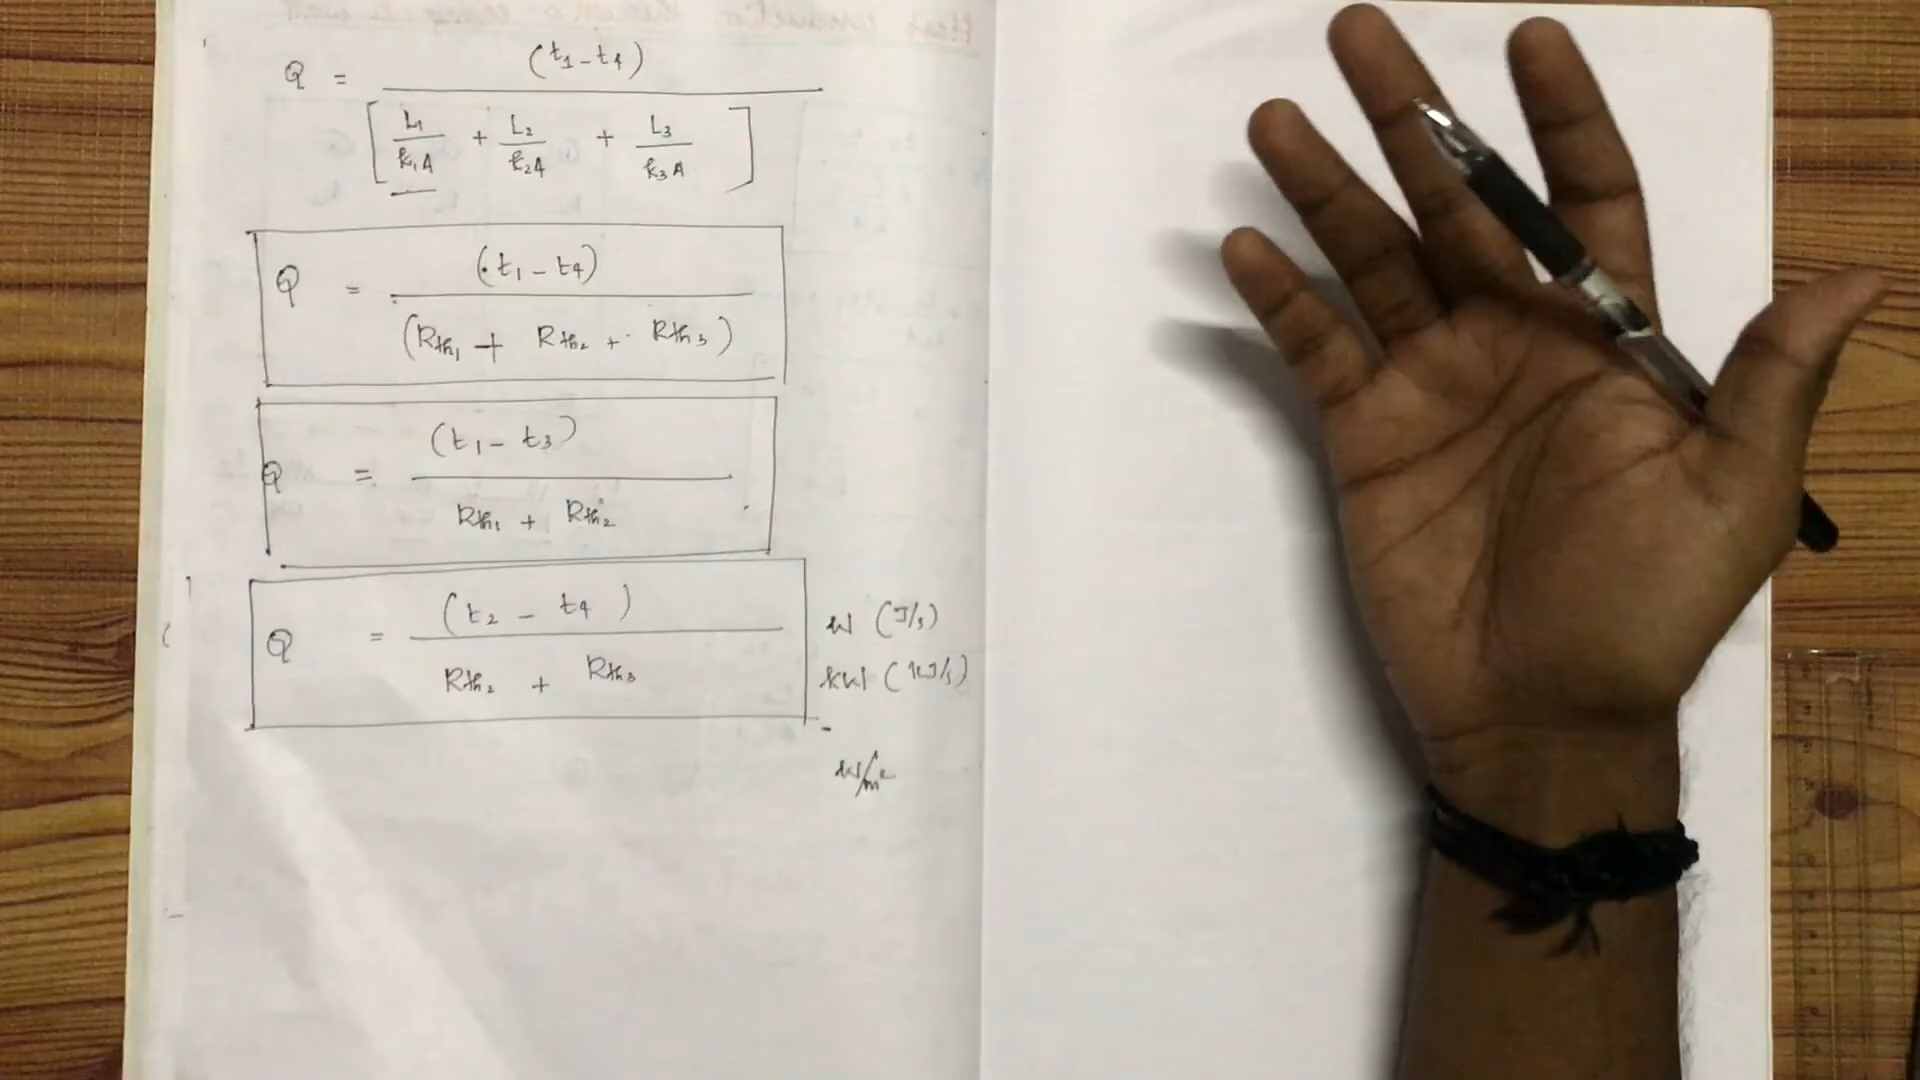 Q = (t₁ - t₄) / [L₁/k₁A + L₂/k₂A + L₃/k₃A]
Q = (t₁ - t₄) / (Rth₁ + Rth₂ + Rth₃)
Q = (t₁ - t₃) / Rth₁ + Rth₂
Q = (t₂ - t₄) / Rth₂ + Rth₃
W (J/s)
kW (kJ/s)
W/m²